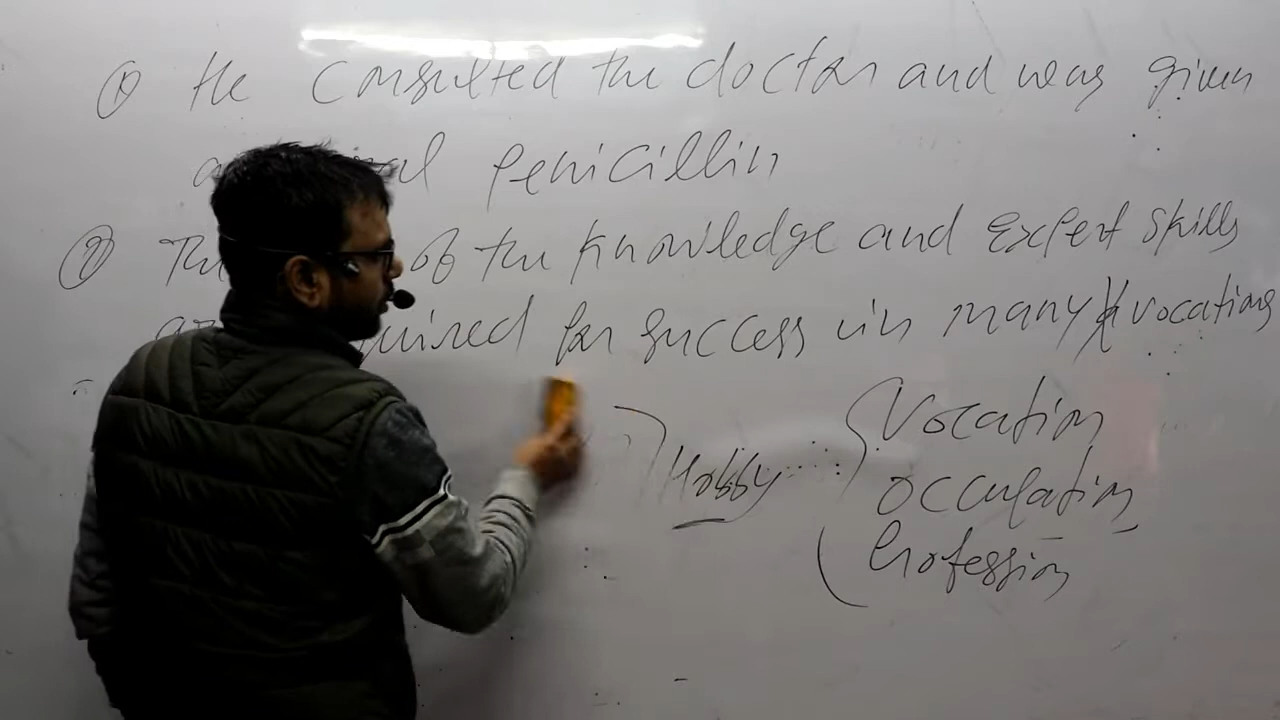 ① He consulted the doctor and was given
penicillin
② of the knowledge and expert skills
for success in many vocations
Vocation
Hobby
occupation
Profession